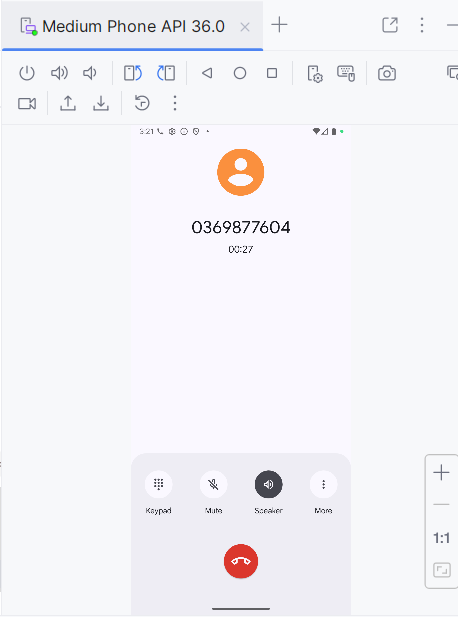 Medium Phone API 36.0
3:21
0369877604
00:27
Keypad
Mute
Speaker
More
1:1